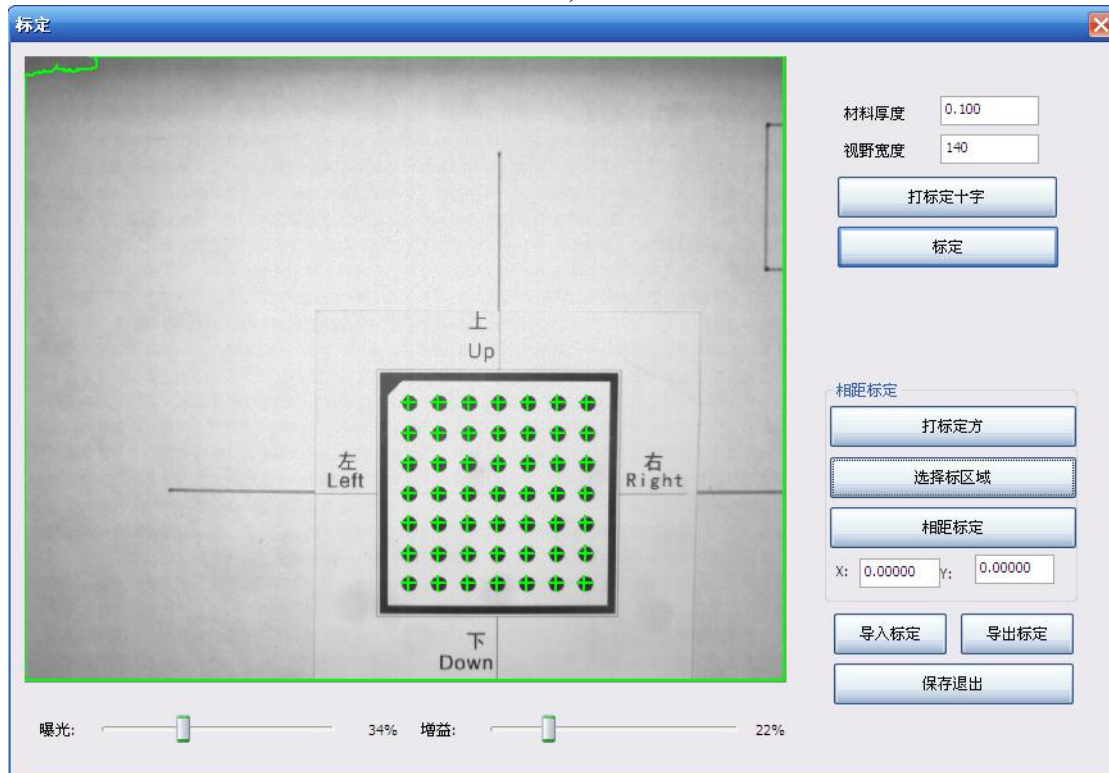 标定
材料厚度 0.100
视野宽度 140
打标定十字
标定
上
Up
左
Left
右
Right
下
Down
相距标定
打标定方
选择标区域
相距标定
X: 0.00000 Y: 0.00000
导入标定 导出标定
保存退出
曝光: 34% 增益: 22%